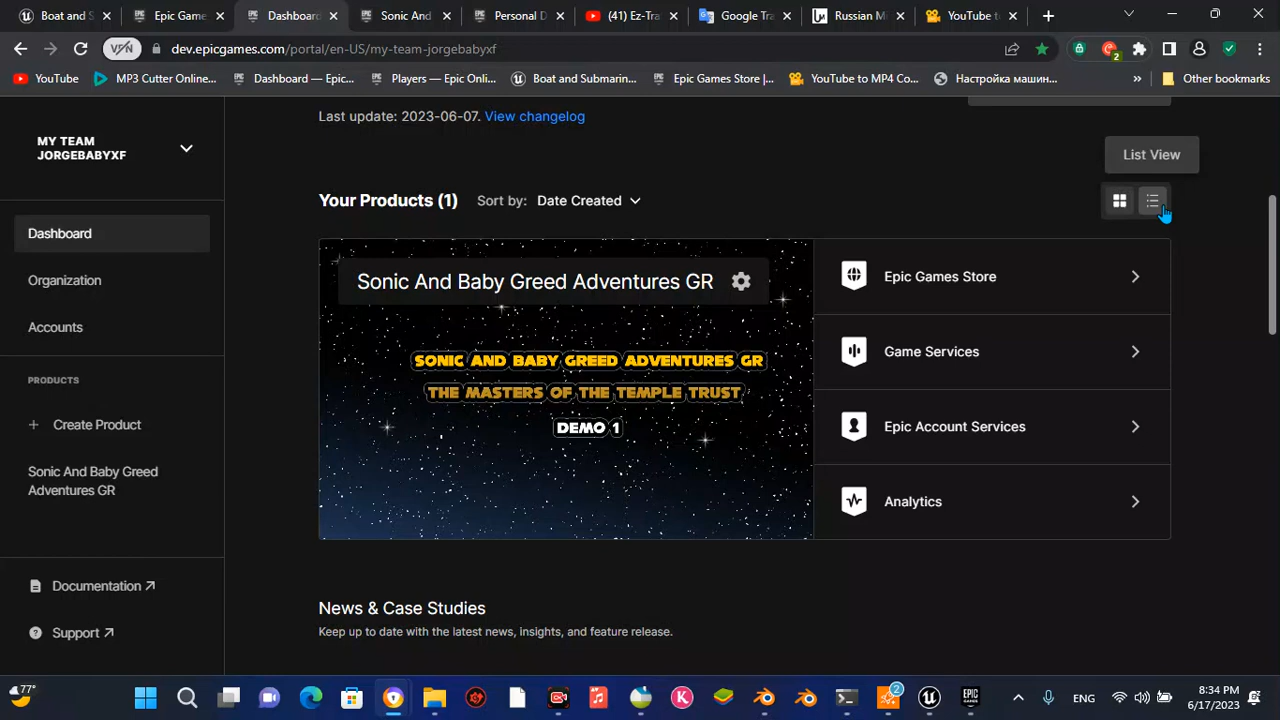 Boat and S
Epic Game
Dashboard
Sonic And
Personal D
(41) Ez-Tra
Google Tra
Russian M
YouTube to
VPN
dev.epicgames.com/portal/en-US/my-team-jorgebabyxf
2
YouTube
MP3 Cutter Online...
Dashboard — Epic...
Players — Epic Onli...
Boat and Submarin...
Epic Games Store |...
YouTube to MP4 Co...
Настройка машин...
»
Other bookmarks
MY TEAM
JORGEBABYXF
Dashboard
Organization
Accounts
PRODUCTS
+ Create Product
Sonic And Baby Greed
Adventures GR
Documentation
Support
Last update: 2023-06-07. View changelog
List View
Your Products (1)
Sort by: Date Created
Sonic And Baby Greed Adventures GR
SONIC AND BABY GREED ADVENTURES GR
THE MASTERS OF THE TEMPLE TRUST
DEMO 1
Epic Games Store
Game Services
Epic Account Services
Analytics
News & Case Studies
Keep up to date with the latest news, insights, and feature release.
77°
K
2
EPIC
GAMES
ENG
8:34 PM
6/17/2023